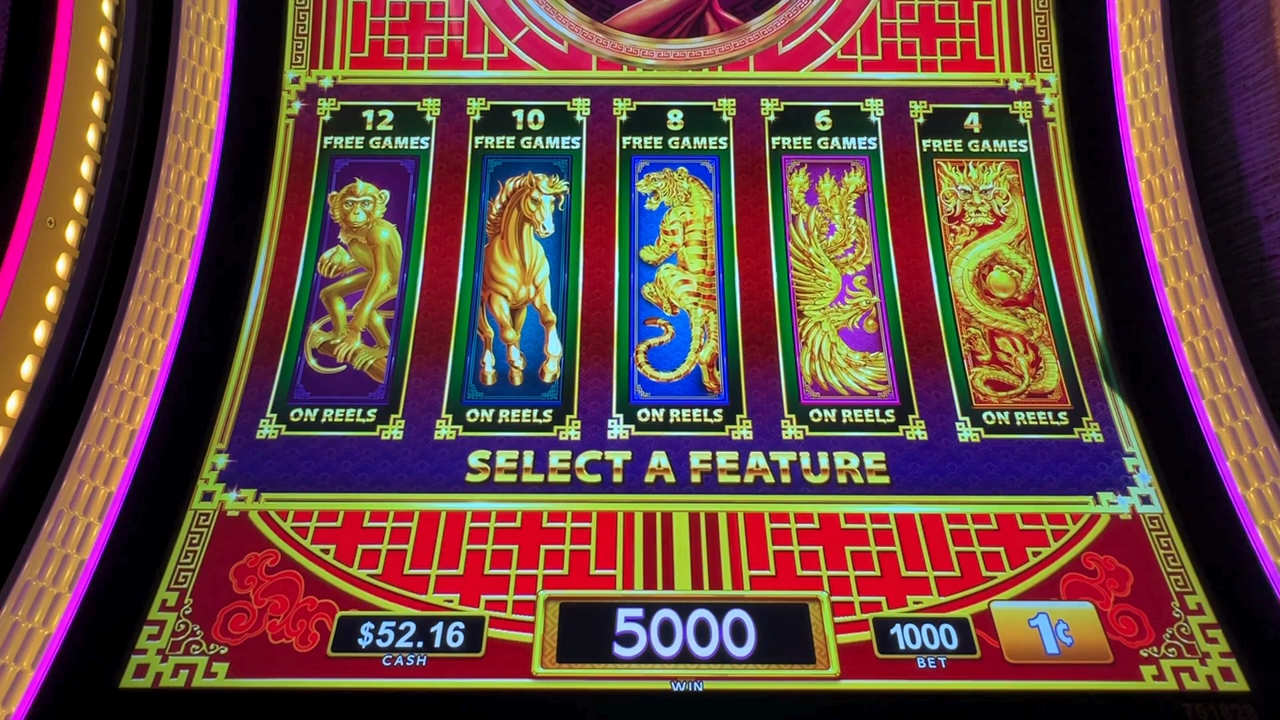 12
FREE GAMES
ON REELS
10
FREE GAMES
ON REELS
8
FREE GAMES
ON REELS
6
FREE GAMES
ON REELS
4
FREE GAMES
ON REELS
SELECT A FEATURE
$52.16
CASH
5000
WIN
1000
BET
1¢